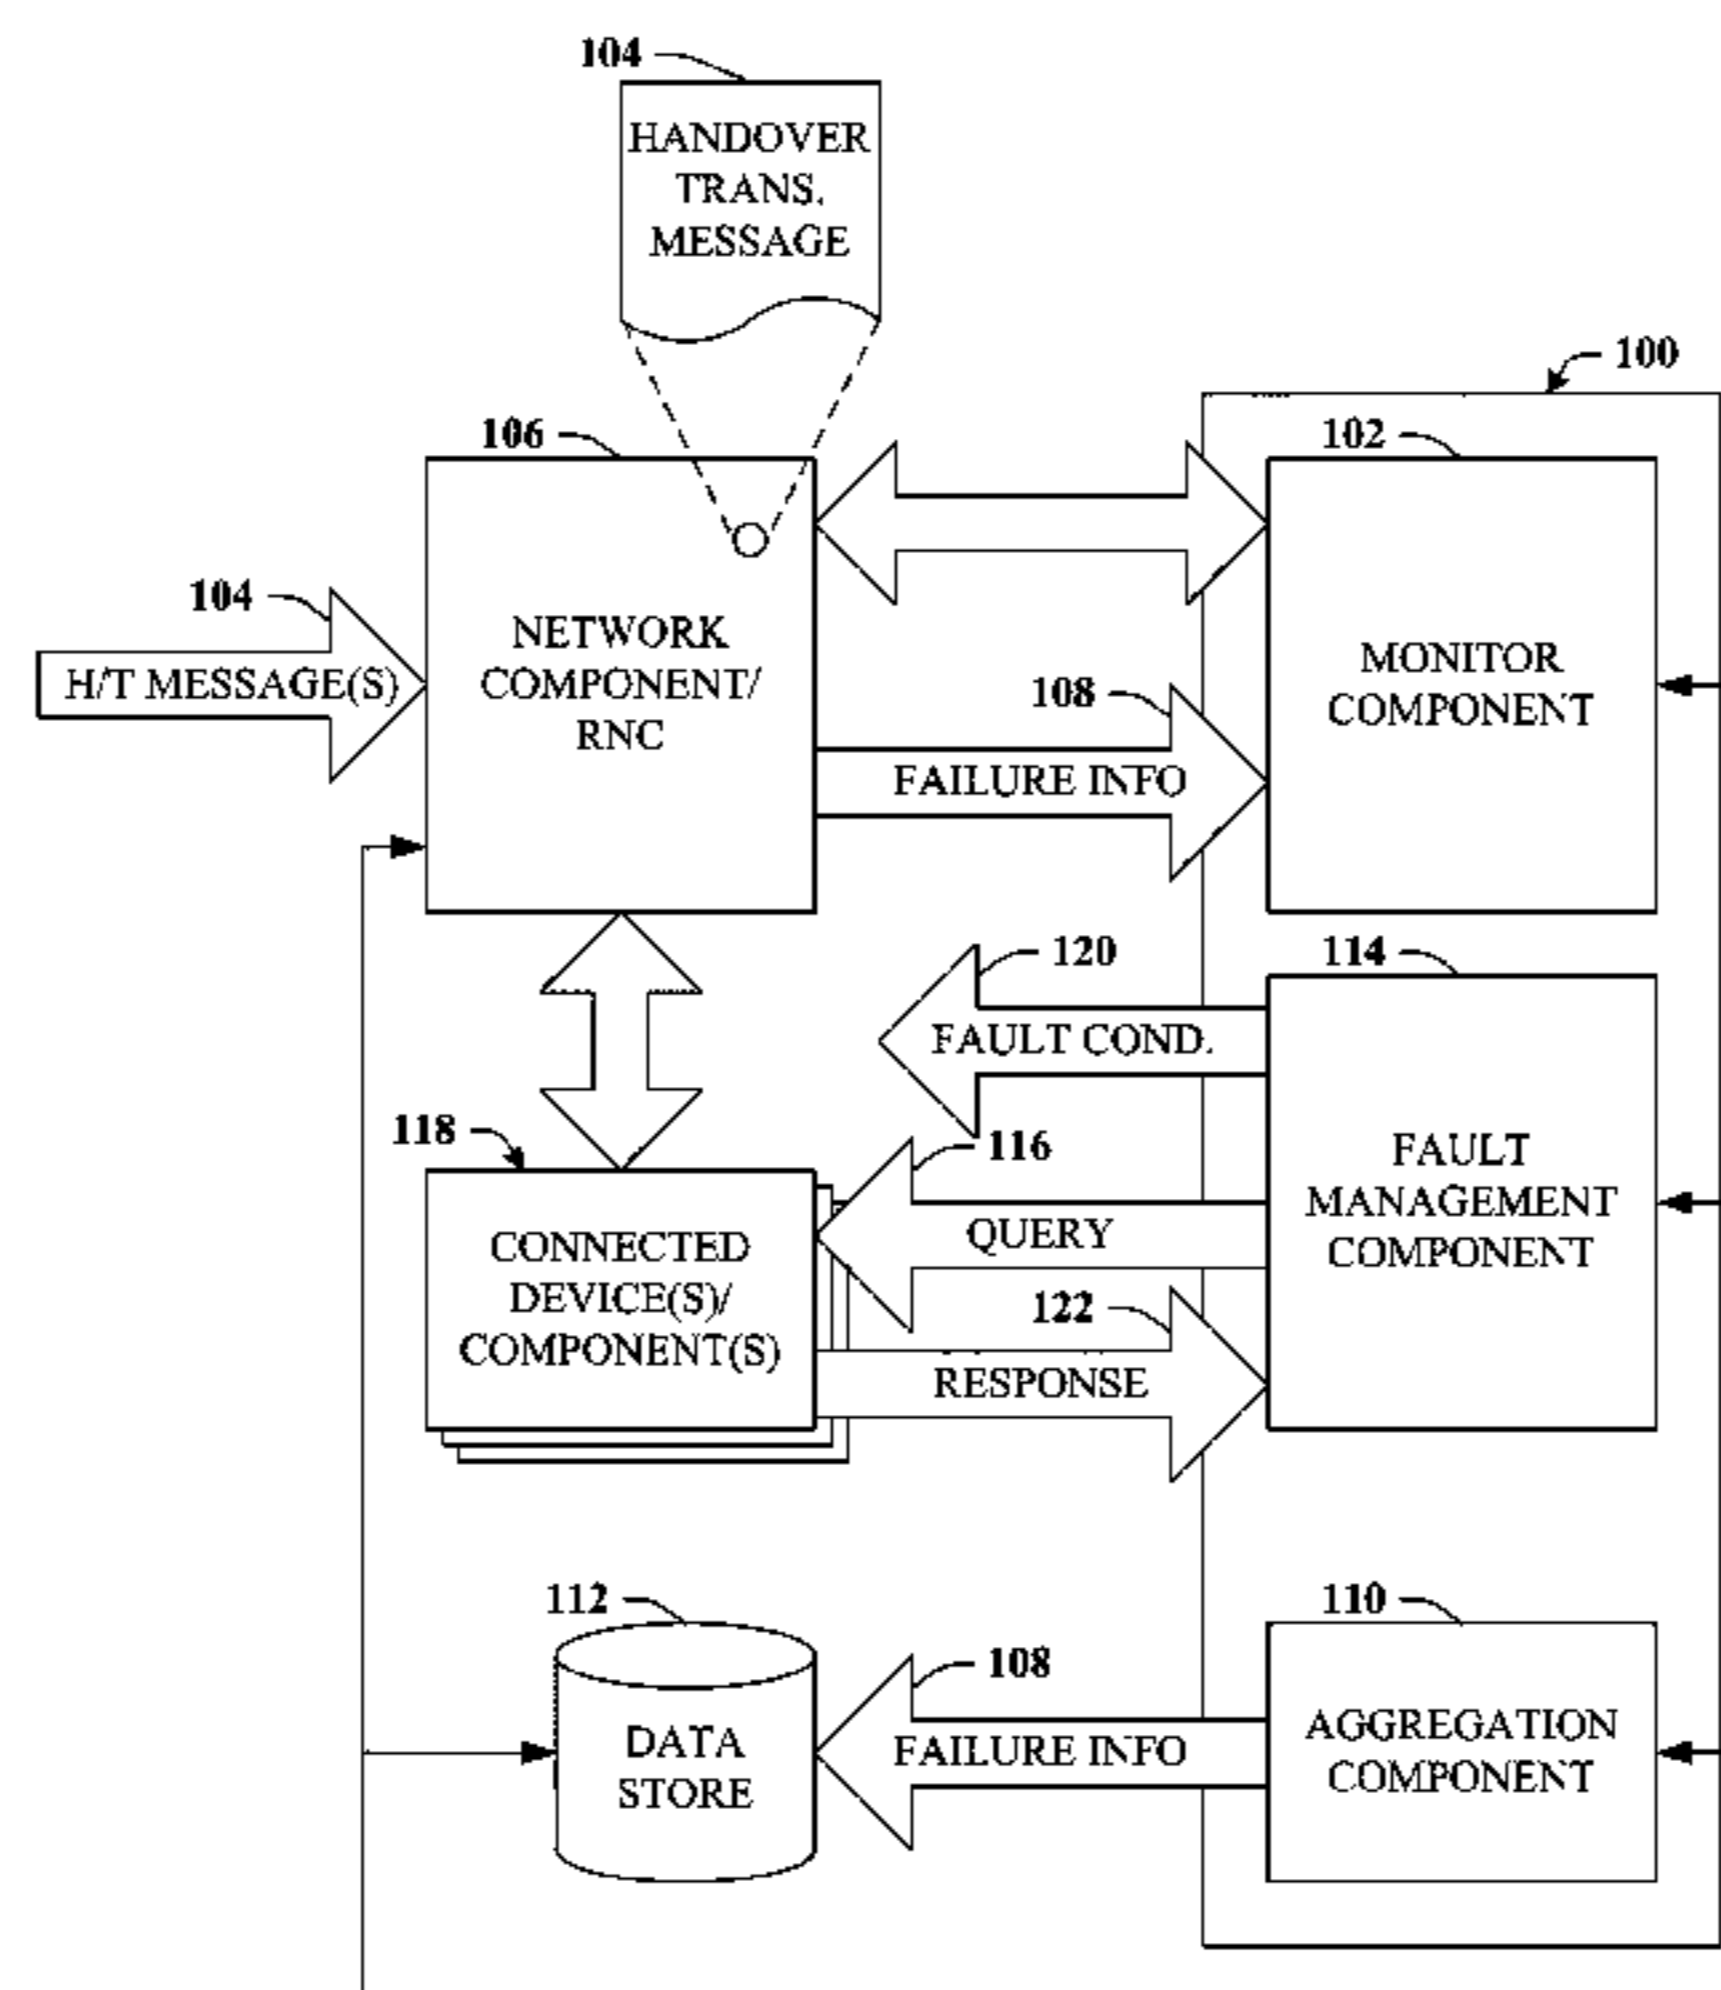 104
HANDOVER
TRANS.
MESSAGE
100
106
102
104
NETWORK
COMPONENT/
RNC
H/T MESSAGE(S)
MONITOR
COMPONENT
108
FAILURE INFO
120
114
FAULT COND.
118
116
FAULT
MANAGEMENT
COMPONENT
QUERY
CONNECTED
DEVICE(S)/
COMPONENT(S)
122
RESPONSE
112
110
108
DATA
STORE
FAILURE INFO
AGGREGATION
COMPONENT